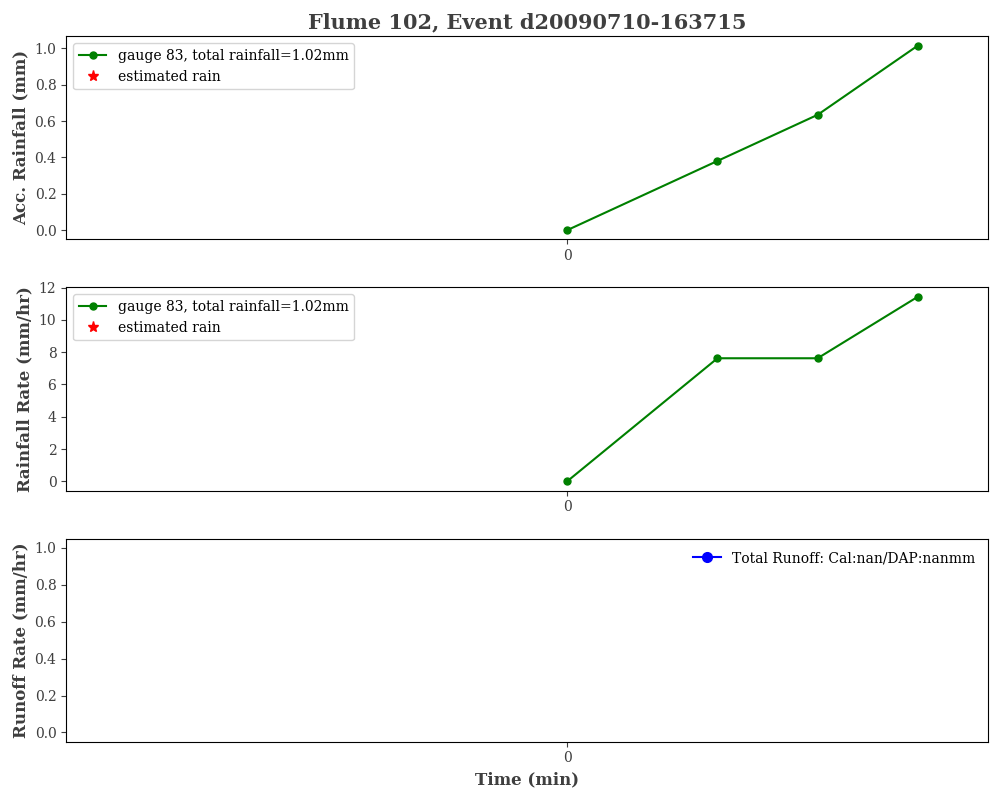 Flume 102, Event d20090710-163715
Acc. Rainfall (mm)
1.0
0.8
0.6
0.4
0.2
0.0
gauge 83, total rainfall=1.02mm
estimated rain
0
Rainfall Rate (mm/hr)
12
10
8
6
4
2
0
gauge 83, total rainfall=1.02mm
estimated rain
0
Runoff Rate (mm/hr)
1.0
0.8
0.6
0.4
0.2
0.0
Total Runoff: Cal:nan/DAP:nanmm
0
Time (min)